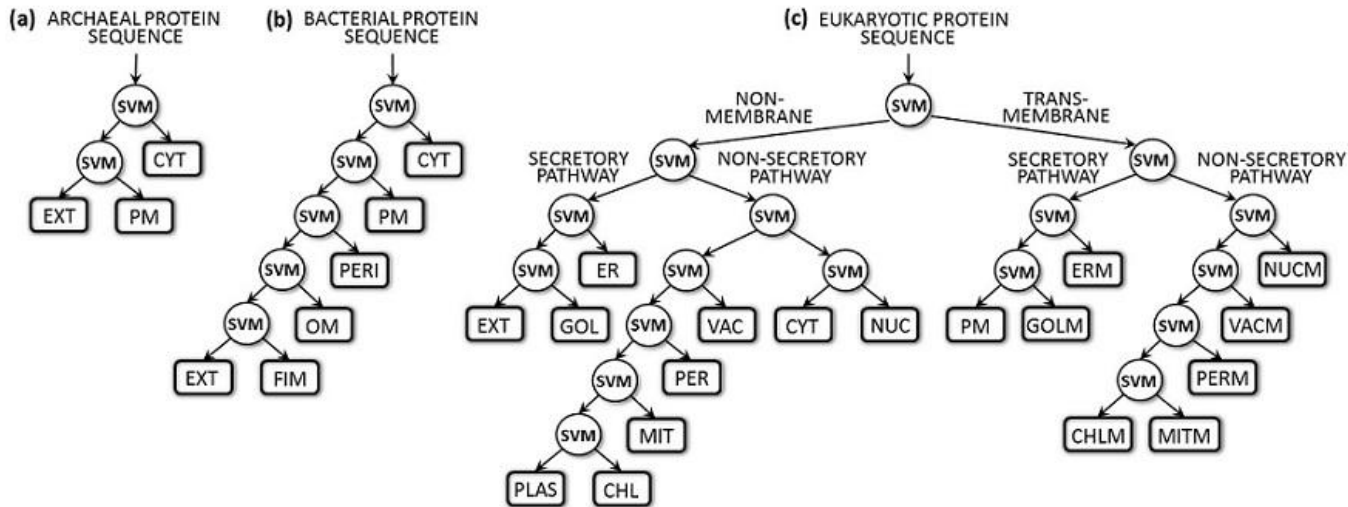 (a) ARCHAEAL PROTEIN
SEQUENCE
SVM
SVM
CYT
EXT
PM
(b) BACTERIAL PROTEIN
SEQUENCE
SVM
SVM
CYT
SVM
PM
SVM
PERI
SVM
OM
EXT
FIM
(c) EUKARYOTIC PROTEIN
SEQUENCE
SVM
NON-
MEMBRANE
TRANS-
MEMBRANE
SVM
SECRETORY
PATHWAY
NON-SECRETORY
PATHWAY
SVM
SVM
SVM
ER
EXT
GOL
SVM
SVM
SVM
VAC
CYT
NUC
SVM
PER
SVM
MIT
PLAS
CHL
SVM
SECRETORY
PATHWAY
NON-SECRETORY
PATHWAY
SVM
SVM
SVM
ERM
PM
GOLM
SVM
NUCM
SVM
VACM
SVM
PERM
CHLM
MITM